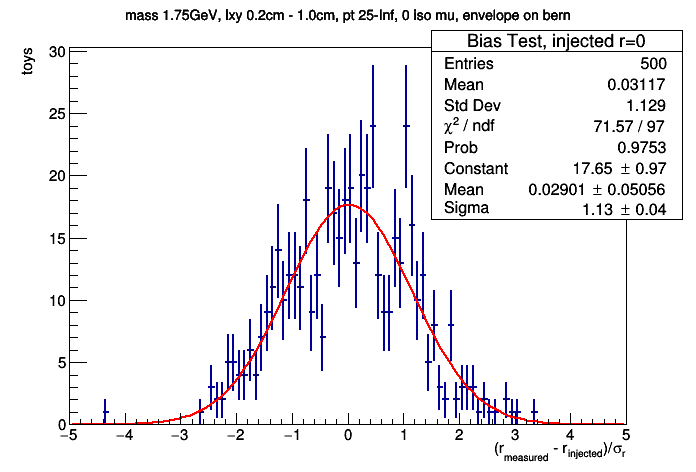 mass 1.75GeV, lxy 0.2cm - 1.0cm, pt 25-Inf, 0 Iso mu, envelope on bern
toys
30
25
20
15
10
5
0
Bias Test, injected r=0
Entries 500
Mean 0.03117
Std Dev 1.129
χ² / ndf 71.57 / 97
Prob 0.9753
Constant 17.65 ± 0.97
Mean 0.02901 ± 0.05056
Sigma 1.13 ± 0.04
−5 −4 −3 −2 −1 0 1 2 3 4 5
(r_measured - r_injected)/σ_r